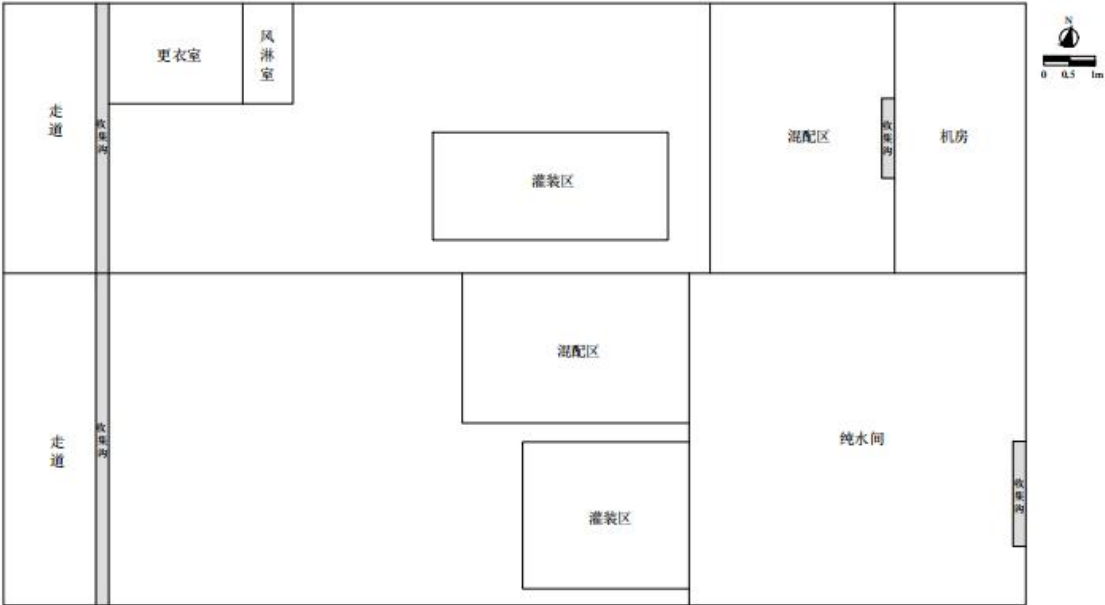 更衣室
风淋室
N
0 0.5 1m
走道
收集沟
混配区
收集沟
机房
灌装区
混配区
走道
收集沟
纯水间
收集沟
灌装区